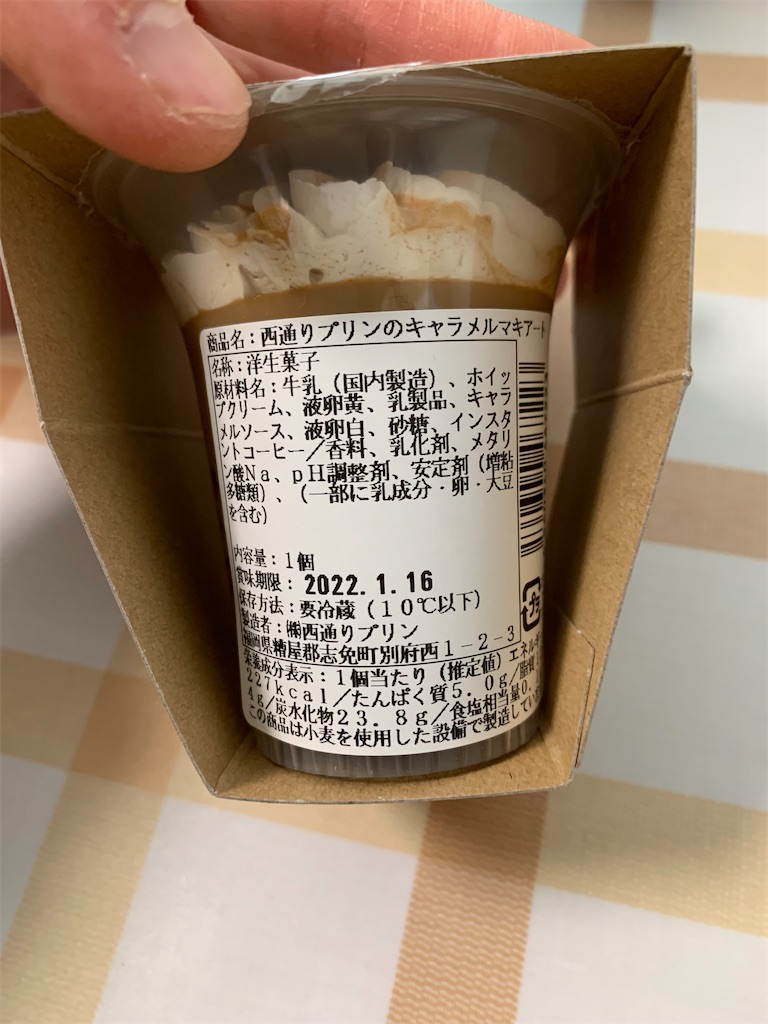 商品名：西通りプリンのキャラメルマキアート
名称：洋生菓子
原材料名：牛乳（国内製造）、ホイッ
プクリーム、液卵黄、乳製品、キャラ
メルソース、液卵白、砂糖、インスタ
ントコーヒー／香料、乳化剤、メタリ
ン酸Na、pH調整剤、安定剤（増粘
多糖類）、（一部に乳成分・卵・大豆
を含む）
内容量：1個
賞味期限：2022.1.16
保存方法：要冷蔵（10℃以下）
製造者：㈱西通りプリン
福岡県糟屋郡志免町別府西1－2－3
栄養成分表示：1個当たり（推定値）エネルギ
227kcal／たんぱく質5.0g／脂質
4g／炭水化物23.8g／食塩相当量0.
この商品は小麦を使用した設備で製造してい
プラ